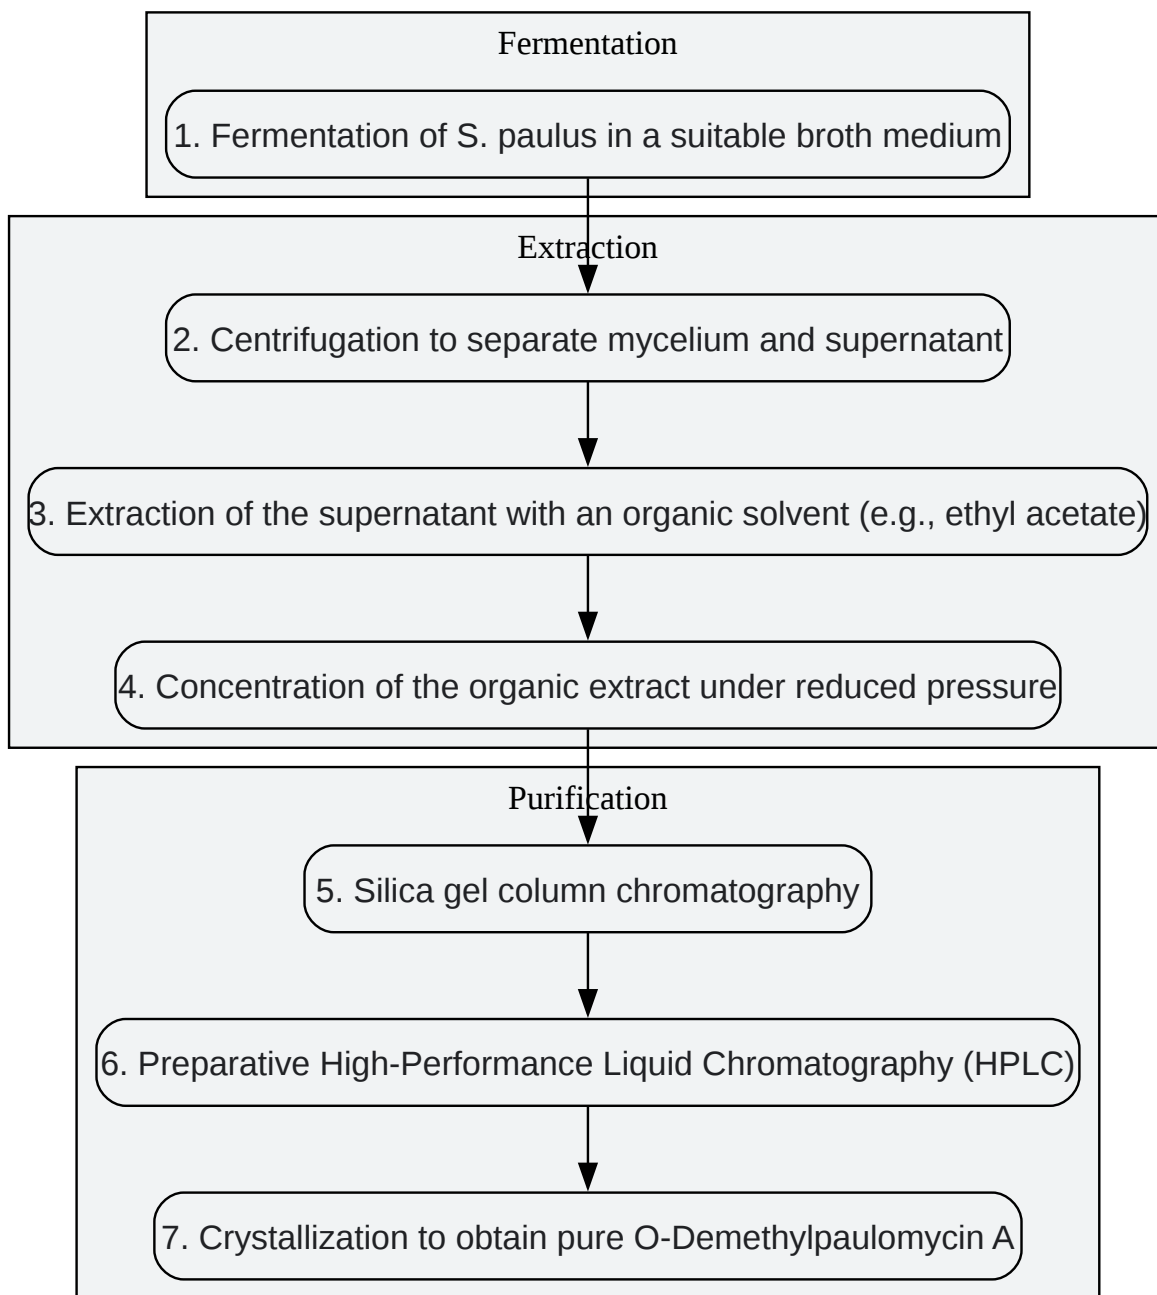 Fermentation
1. Fermentation of S. paulus in a suitable broth medium
Extraction
2. Centrifugation to separate mycelium and supernatant
3. Extraction of the supernatant with an organic solvent (e.g., ethyl acetate)
4. Concentration of the organic extract under reduced pressure
Purification
5. Silica gel column chromatography
6. Preparative High-Performance Liquid Chromatography (HPLC)
7. Crystallization to obtain pure O-Demethylpaulomycin A